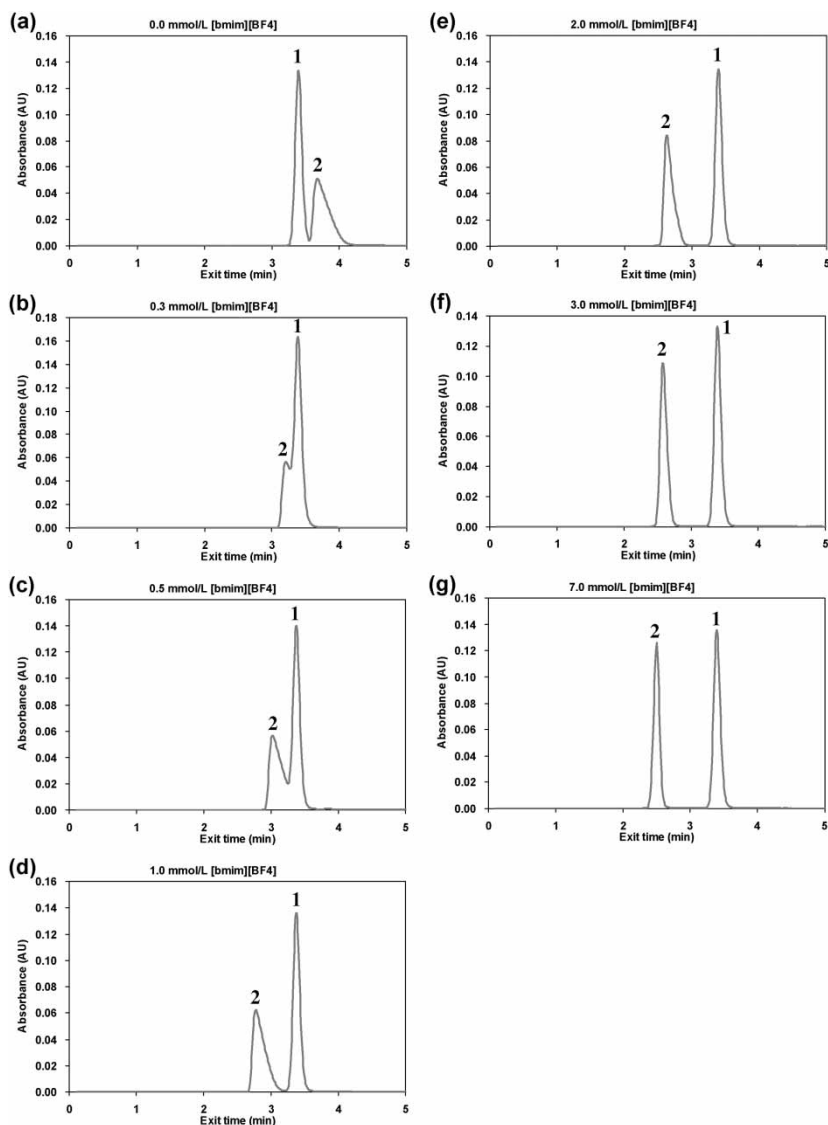 (a)
0.0 mmol/L [bmim][BF4]
Absorbance (AU)
0.16
0.14
0.12
0.10
0.08
0.06
0.04
0.02
0.00
1
2
0 1 2 3 4 5
Exit time (min)
(b)
0.3 mmol/L [bmim][BF4]
Absorbance (AU)
0.18
0.16
0.14
0.12
0.10
0.08
0.06
0.04
0.02
0.00
1
2
0 1 2 3 4 5
Exit time (min)
(c)
0.5 mmol/L [bmim][BF4]
Absorbance (AU)
0.16
0.14
0.12
0.10
0.08
0.06
0.04
0.02
0.00
1
2
0 1 2 3 4 5
Exit time (min)
(d)
1.0 mmol/L [bmim][BF4]
Absorbance (AU)
0.16
0.14
0.12
0.10
0.08
0.06
0.04
0.02
0.00
1
2
0 1 2 3 4 5
Exit time (min)
(e)
2.0 mmol/L [bmim][BF4]
Absorbance (AU)
0.16
0.14
0.12
0.10
0.08
0.06
0.04
0.02
0.00
1
2
0 1 2 3 4 5
Exit time (min)
(f)
3.0 mmol/L [bmim][BF4]
Absorbance (AU)
0.14
0.12
0.10
0.08
0.06
0.04
0.02
0.00
1
2
0 1 2 3 4 5
Exit time (min)
(g)
7.0 mmol/L [bmim][BF4]
Absorbance (AU)
0.16
0.14
0.12
0.10
0.08
0.06
0.04
0.02
0.00
1
2
0 1 2 3 4 5
Exit time (min)